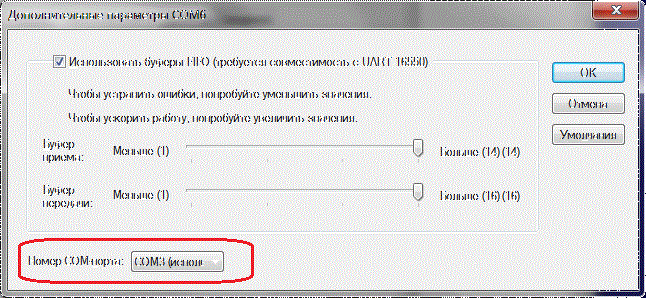 Дополнительные параметры COM6
Использовать буферы FIFO (требуется совместимость с UART 16550)
OK
Чтобы устранить ошибки, попробуйте уменьшить значения.
Отмена
Чтобы ускорить работу, попробуйте увеличить значения.
Умолчания
Буфер
приема:
Меньше (1)
Больше (14)
(14)
Буфер
передачи:
Меньше (1)
Больше (16)
(16)
Номер COM-порта:
COM3 (исполь